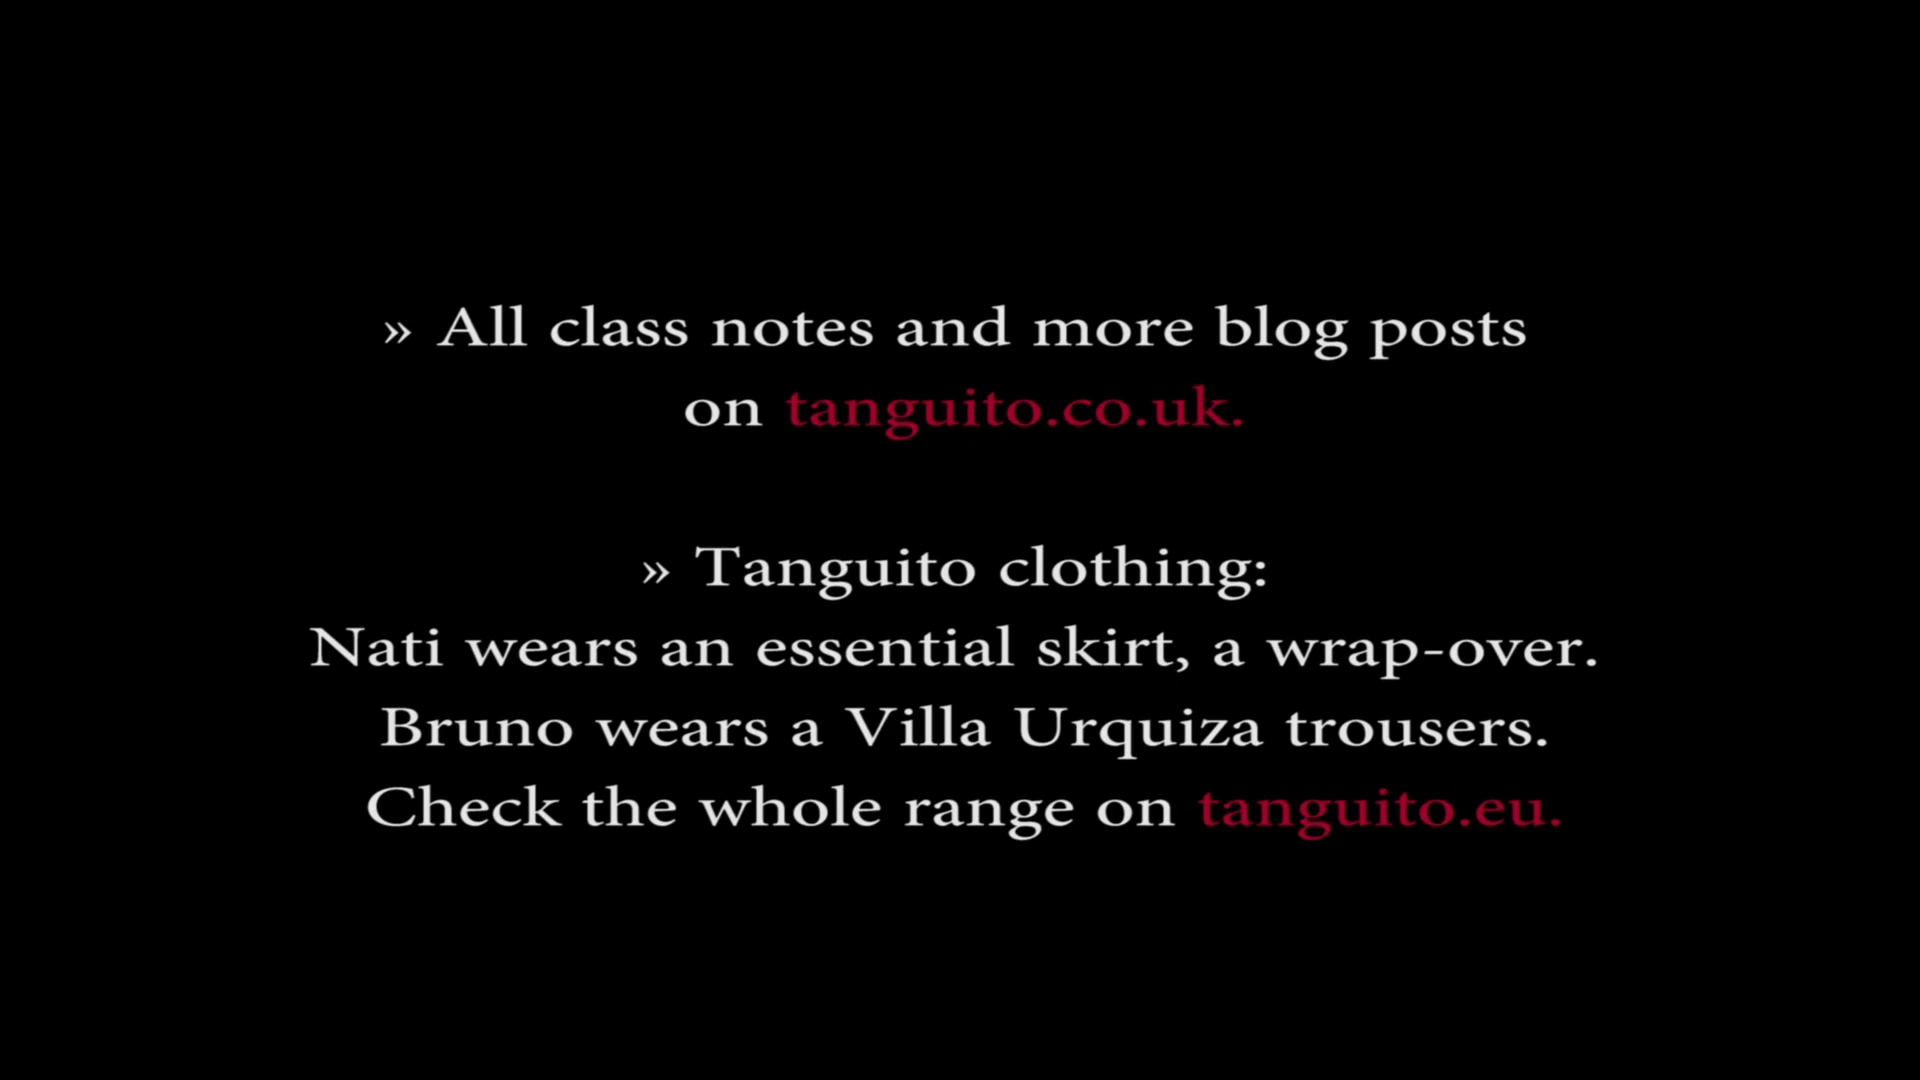 » All class notes and more blog posts
on tanguito.co.uk.
» Tanguito clothing:
Nati wears an essential skirt, a wrap-over.
Bruno wears a Villa Urquiza trousers.
Check the whole range on tanguito.eu.